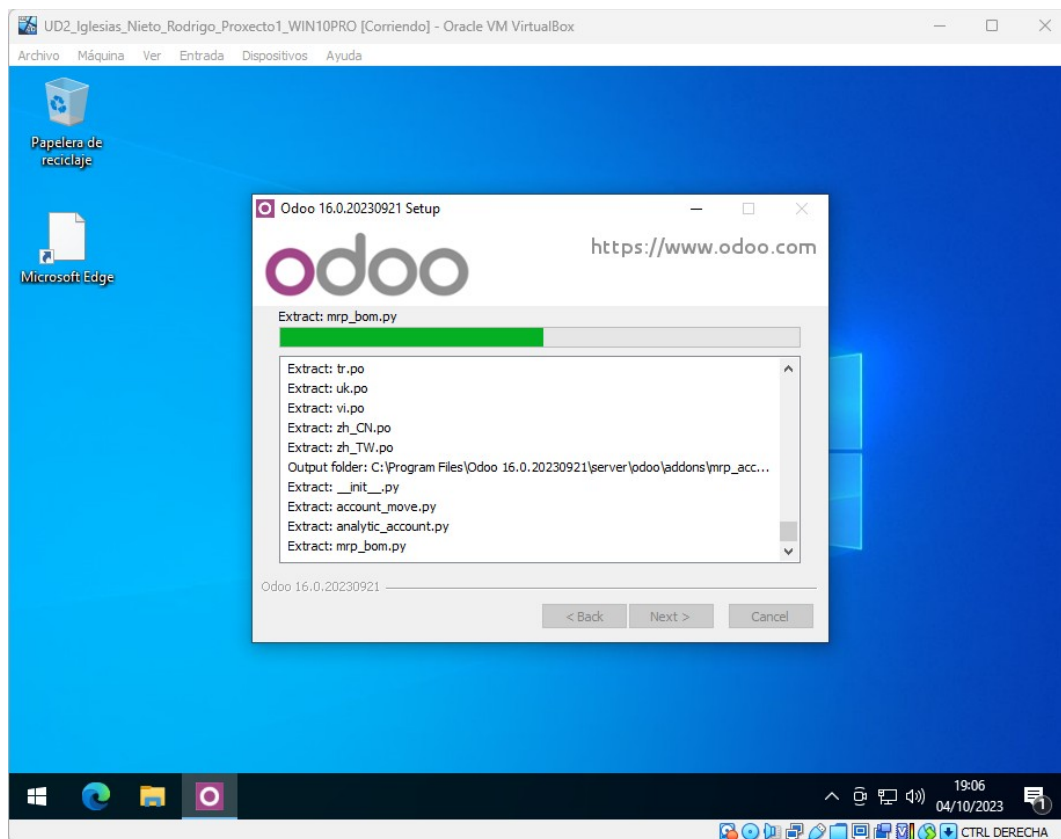 UD2_Iglesias_Nieto_Rodrigo_Proxecto1_WIN10PRO [Corriendo] - Oracle VM VirtualBox
Archivo Máquina Ver Entrada Dispositivos Ayuda
Papelera de
reciclaje
Microsoft Edge
Odoo 16.0.20230921 Setup
odoo
https://www.odoo.com
Extract: mrp_bom.py
Extract: tr.po
Extract: uk.po
Extract: vi.po
Extract: zh_CN.po
Extract: zh_TW.po
Output folder: C:\Program Files\Odoo 16.0.20230921\server\odoo\addons\mrp_acc...
Extract: __init__.py
Extract: account_move.py
Extract: analytic_account.py
Extract: mrp_bom.py
Odoo 16.0.20230921
< Back Next > Cancel
19:06
04/10/2023
1
CTRL DERECHA